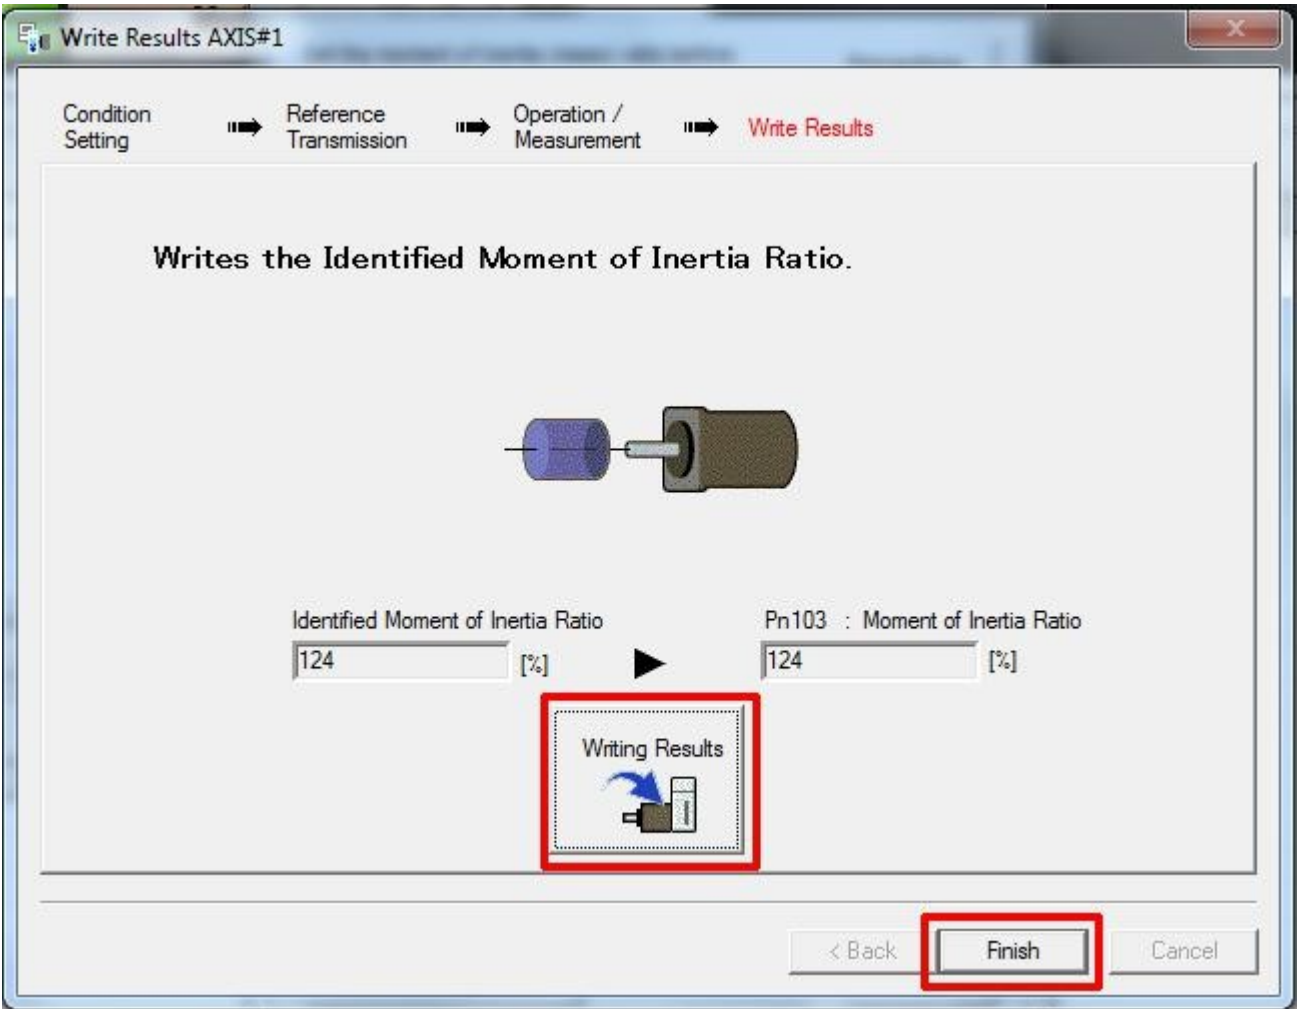 Write Results AXIS#1
Condition
Setting
Reference
Transmission
Operation /
Measurement
Write Results
Writes the Identified Moment of Inertia Ratio.
Identified Moment of Inertia Ratio
124
[%]
Pn103 : Moment of Inertia Ratio
124
[%]
Writing Results
< Back
Finish
Cancel